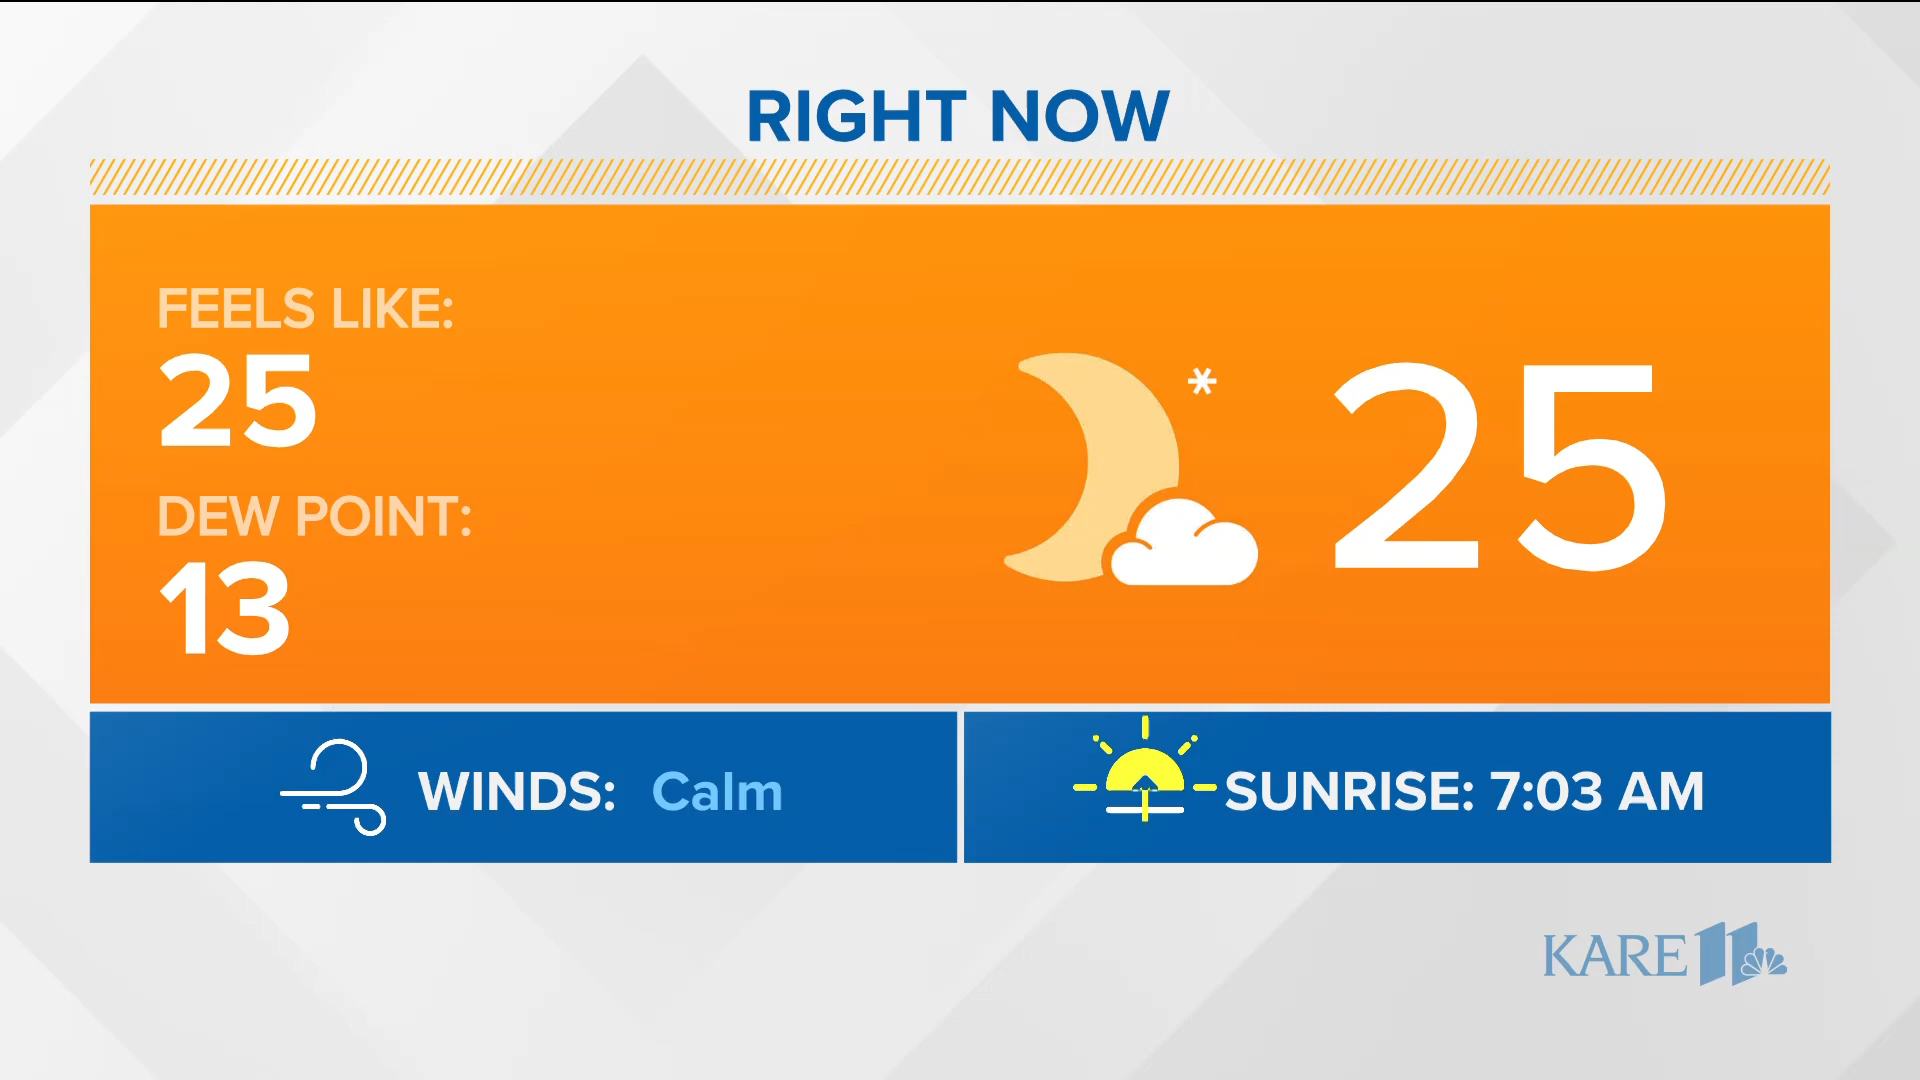 RIGHT NOW
FEELS LIKE:
25
DEW POINT:
13
25
WINDS: Calm
SUNRISE: 7:03 AM
KARE 11